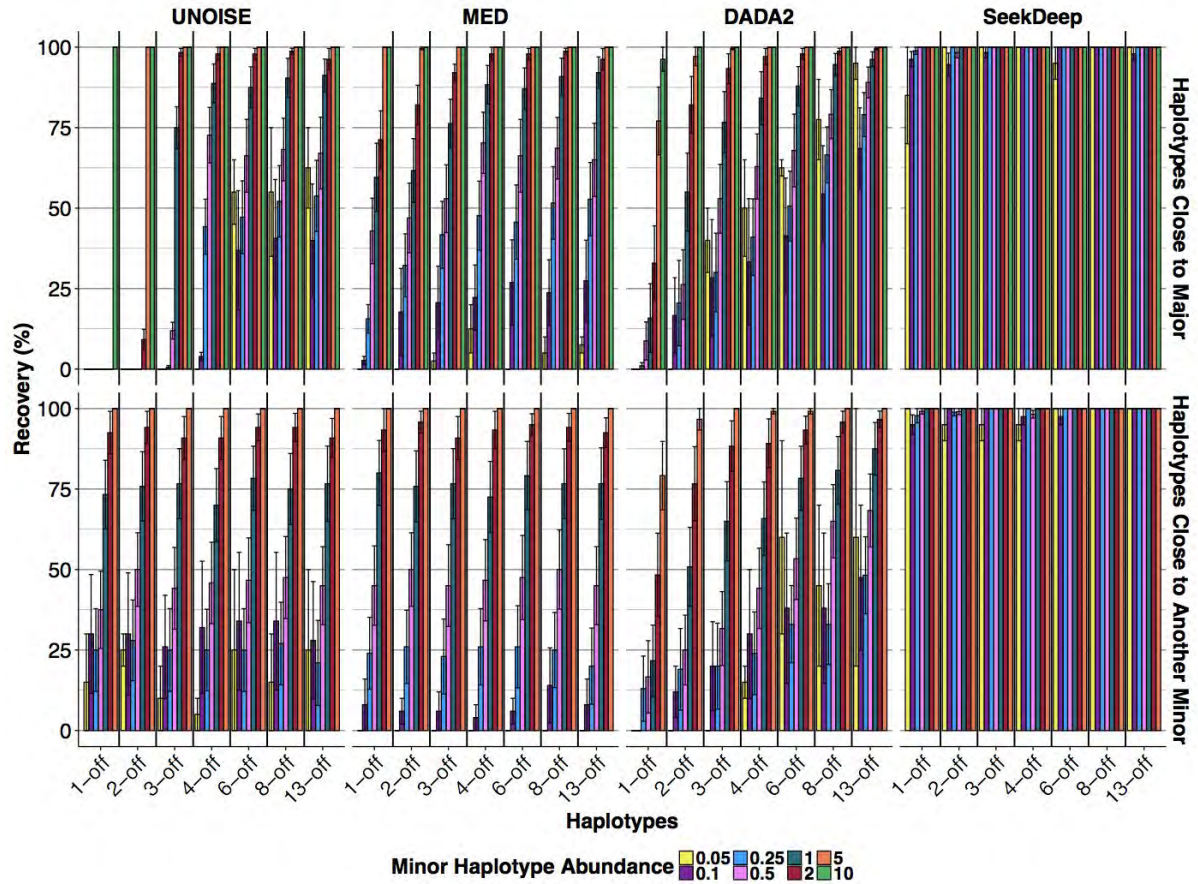 UNOISE MED DADA2 SeekDeep
100
75
50
25
0
Haplotypes Close to Major
Recovery (%)
100
75
50
25
0
Haplotypes Close to Another Minor
1-off 2-off 3-off 4-off 6-off 8-off 13-off 1-off 2-off 3-off 4-off 6-off 8-off 13-off 1-off 2-off 3-off 4-off 6-off 8-off 13-off 1-off 2-off 3-off 4-off 6-off 8-off 13-off
Haplotypes
Minor Haplotype Abundance 0.05 0.25 1 5
0.1 0.5 2 10